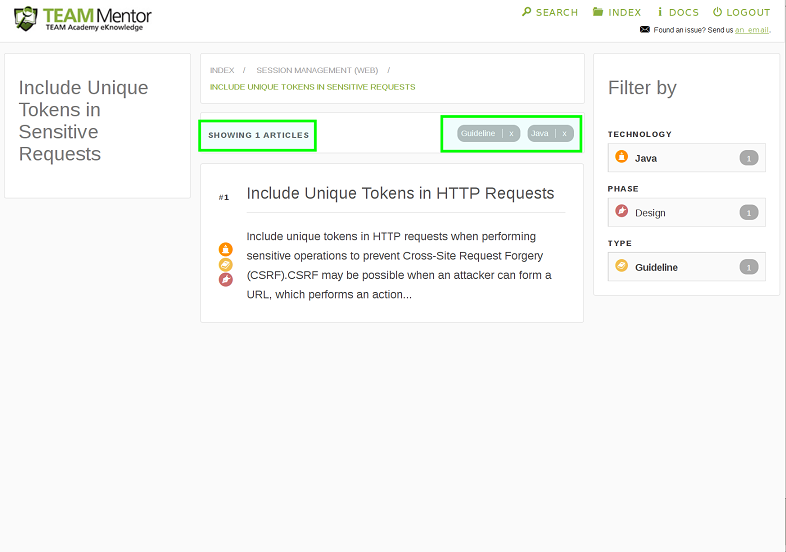 TEAM Mentor
TEAM Academy eKnowledge
SEARCH
INDEX
DOCS
LOGOUT
Found an issue? Send us an email.
Include Unique
Tokens in
Sensitive
Requests
INDEX / SESSION MANAGEMENT (WEB) /
INCLUDE UNIQUE TOKENS IN SENSITIVE REQUESTS
SHOWING 1 ARTICLES
Guideline | x
Java | x
#1
Include Unique Tokens in HTTP Requests
Include unique tokens in HTTP requests when performing
sensitive operations to prevent Cross-Site Request Forgery
(CSRF).CSRF may be possible when an attacker can form a
URL, which performs an action...
Filter by
TECHNOLOGY
Java 1
PHASE
Design 1
TYPE
Guideline 1